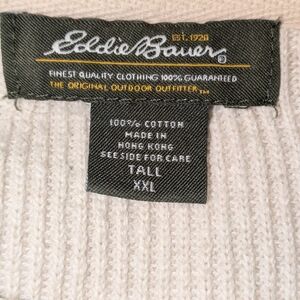 EST. 1920
Eddie Bauer®
FINEST QUALITY CLOTHING 100% GUARANTEED
THE ORIGINAL OUTDOOR OUTFITTER™
100% COTTON
MADE IN
HONG KONG
SEE SIDE FOR CARE
TALL
XXL